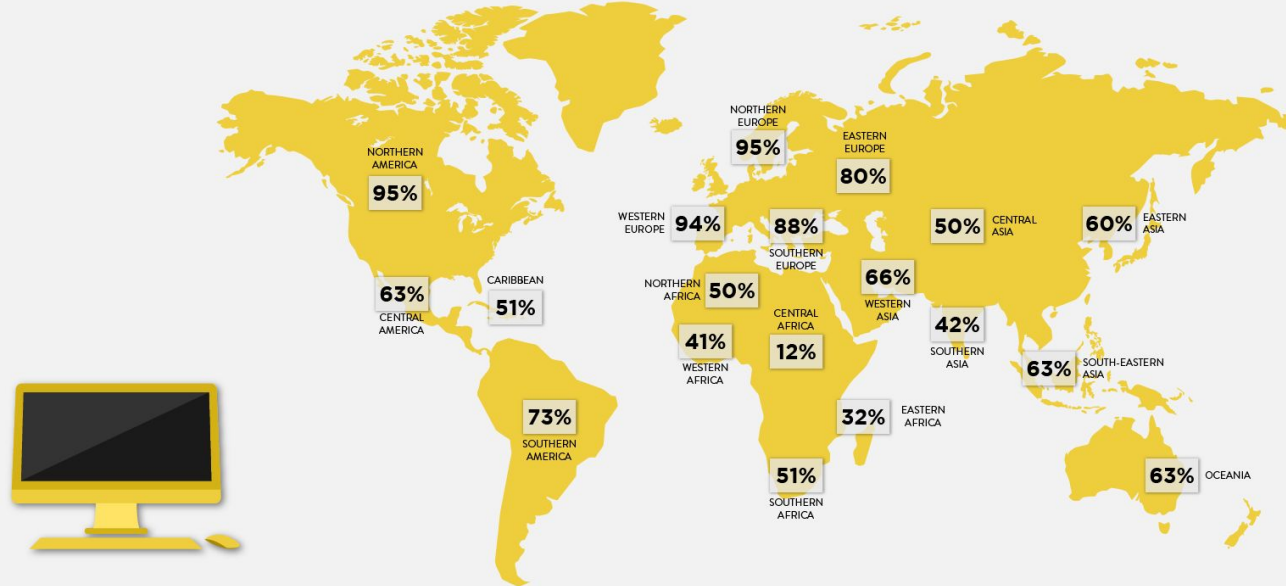 NORTHERN
EUROPE
95%
EASTERN
EUROPE
80%
NORTHERN
AMERICA
95%
WESTERN
EUROPE
94%
88%
SOUTHERN
EUROPE
50%
CENTRAL
ASIA
60%
EASTERN
ASIA
63%
CENTRAL
AMERICA
CARIBBEAN
51%
NORTHERN
AFRICA
50%
66%
WESTERN
ASIA
41%
WESTERN
AFRICA
CENTRAL
AFRICA
12%
42%
SOUTHERN
ASIA
63%
SOUTH-EASTERN
ASIA
73%
SOUTHERN
AMERICA
32%
EASTERN
AFRICA
51%
SOUTHERN
AFRICA
63%
OCEANIA